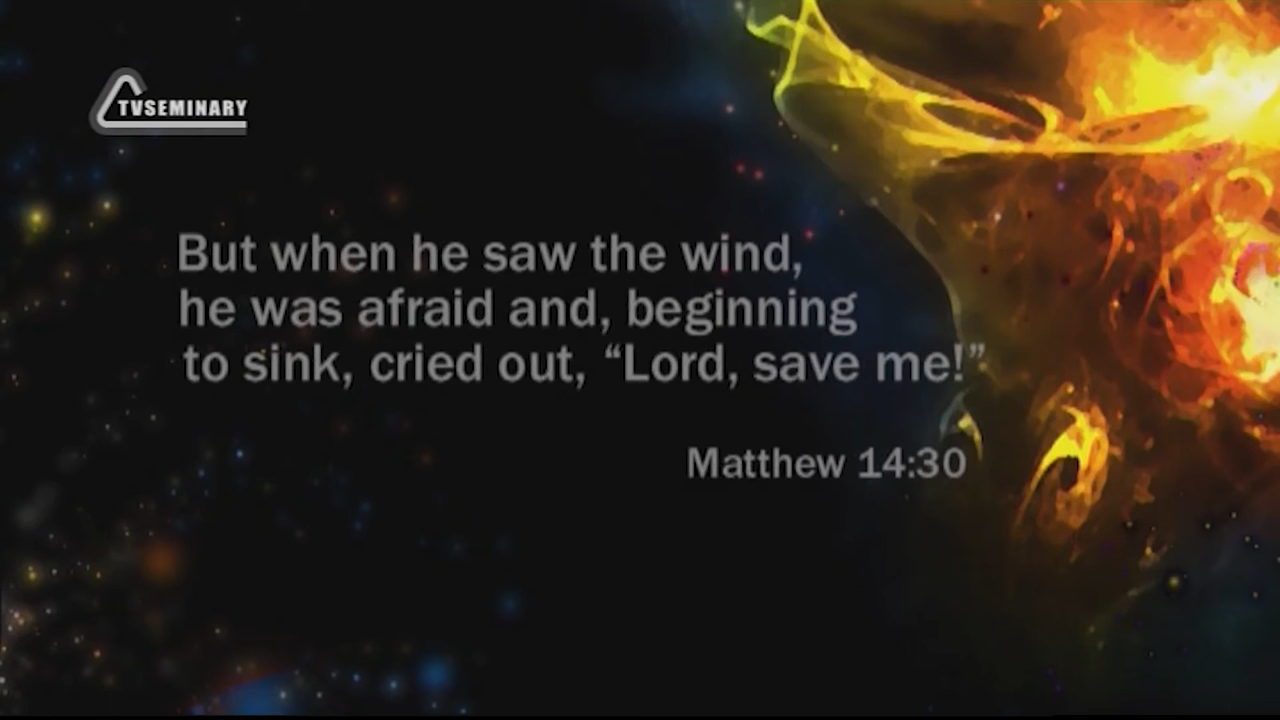 TVSEMINARY
But when he saw the wind,
he was afraid and, beginning
to sink, cried out, “Lord, save me!”
Matthew 14:30